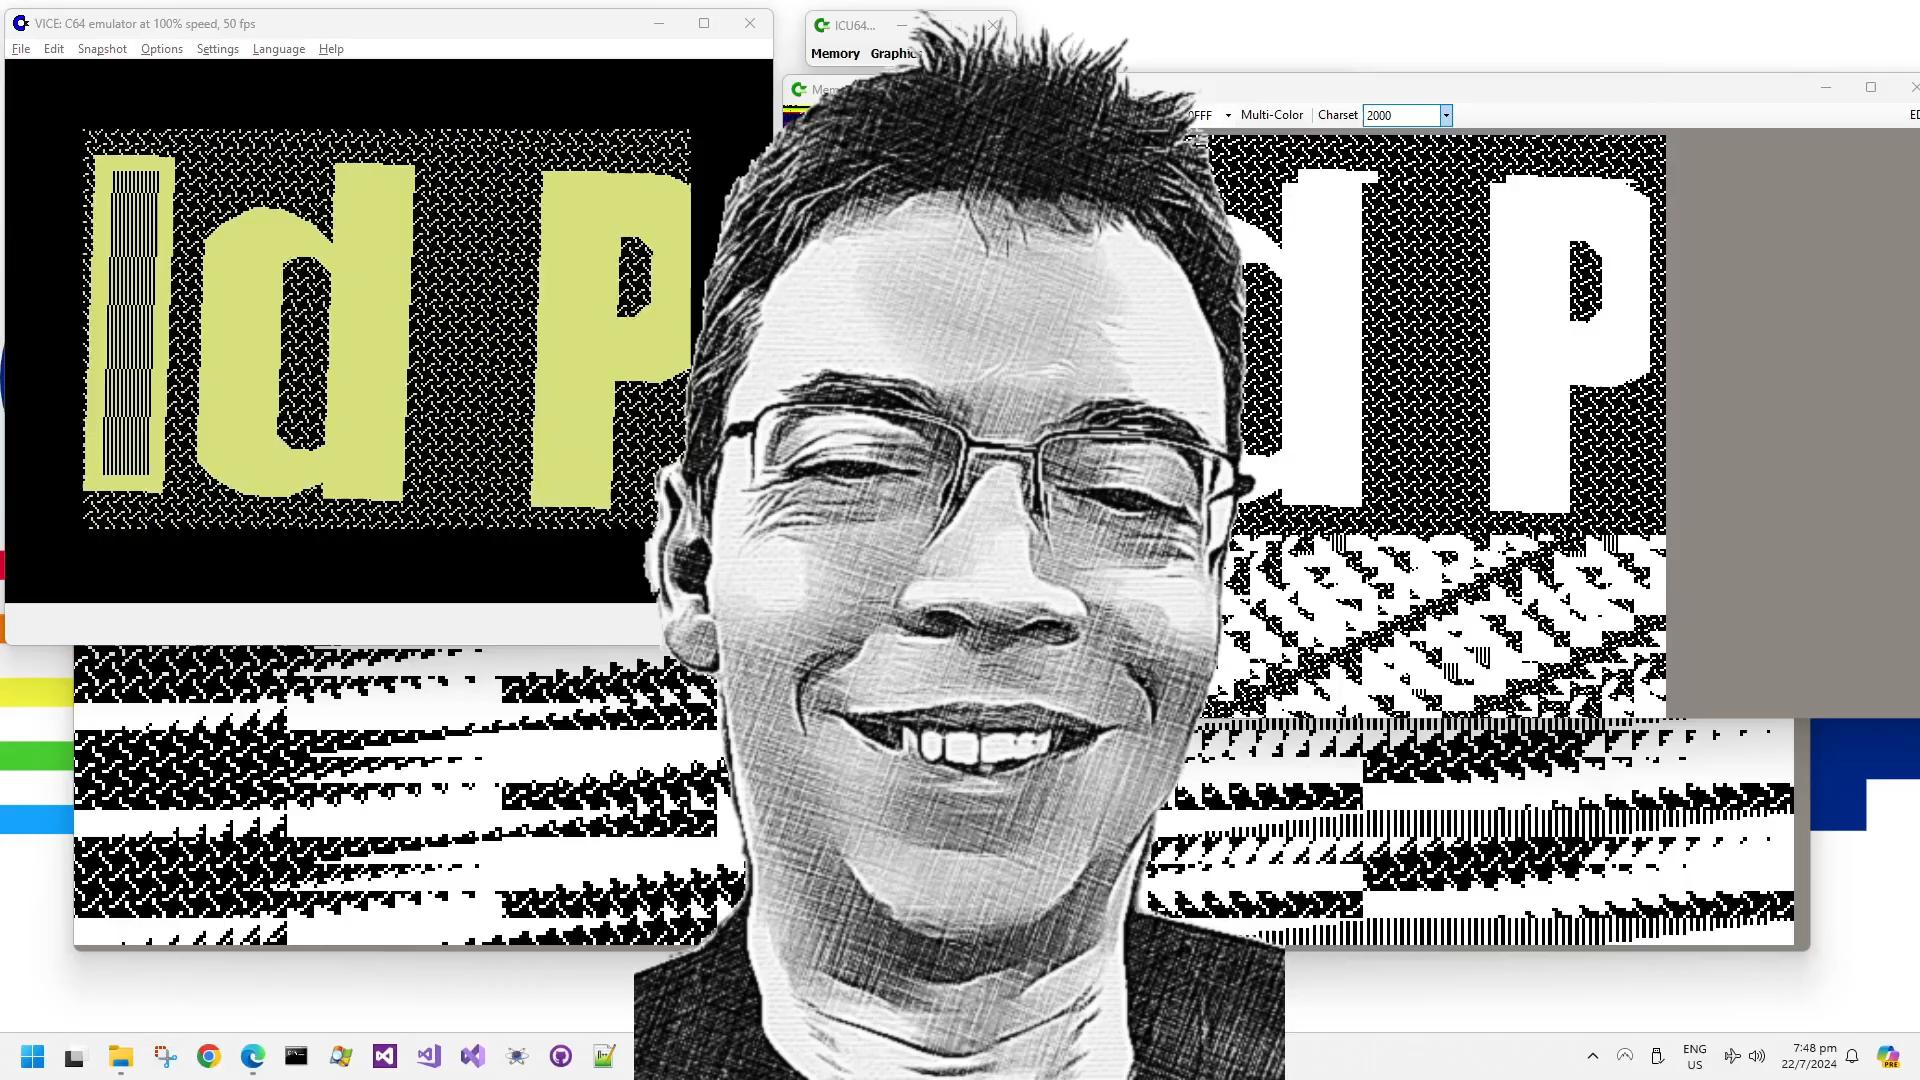 VICE: C64 emulator at 100% speed, 50 fps
File Edit Snapshot Options Settings Language Help
ld P
ICU64...
Memory
Multi-Color Charset 2000
d P
ENG
US
7:48 pm
22/7/2024
PRE